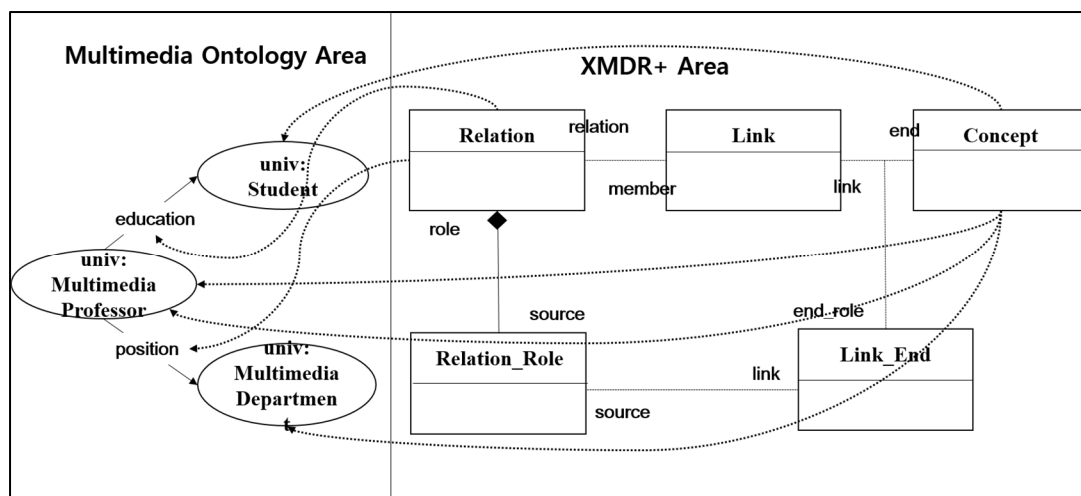 Multimedia Ontology Area
XMDR+ Area
univ:
Student
education
univ:
Multimedia
Professor
position
univ:
Multimedia
Departmen
t
Relation
relation
member
Link
end
link
Concept
role
source
Relation_Role
source
link
end_role
Link_End